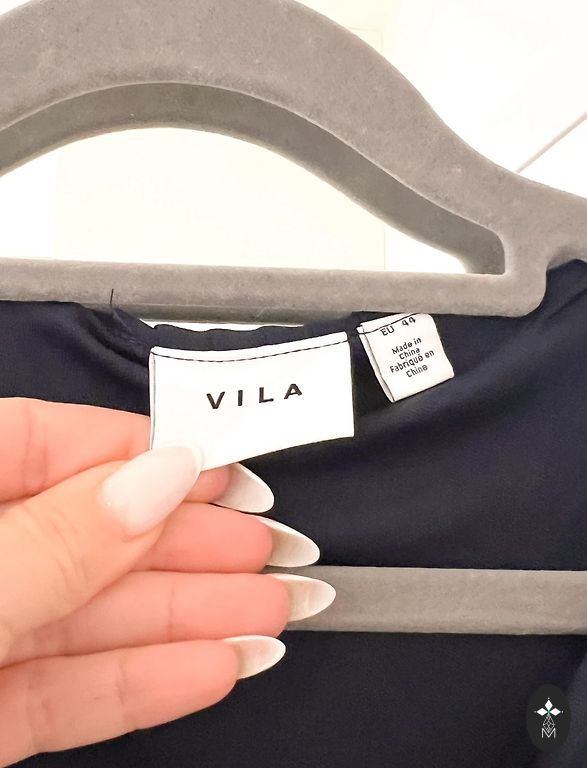 VILA
EU 44
Made in
China
Fabriqué en
Chine
M